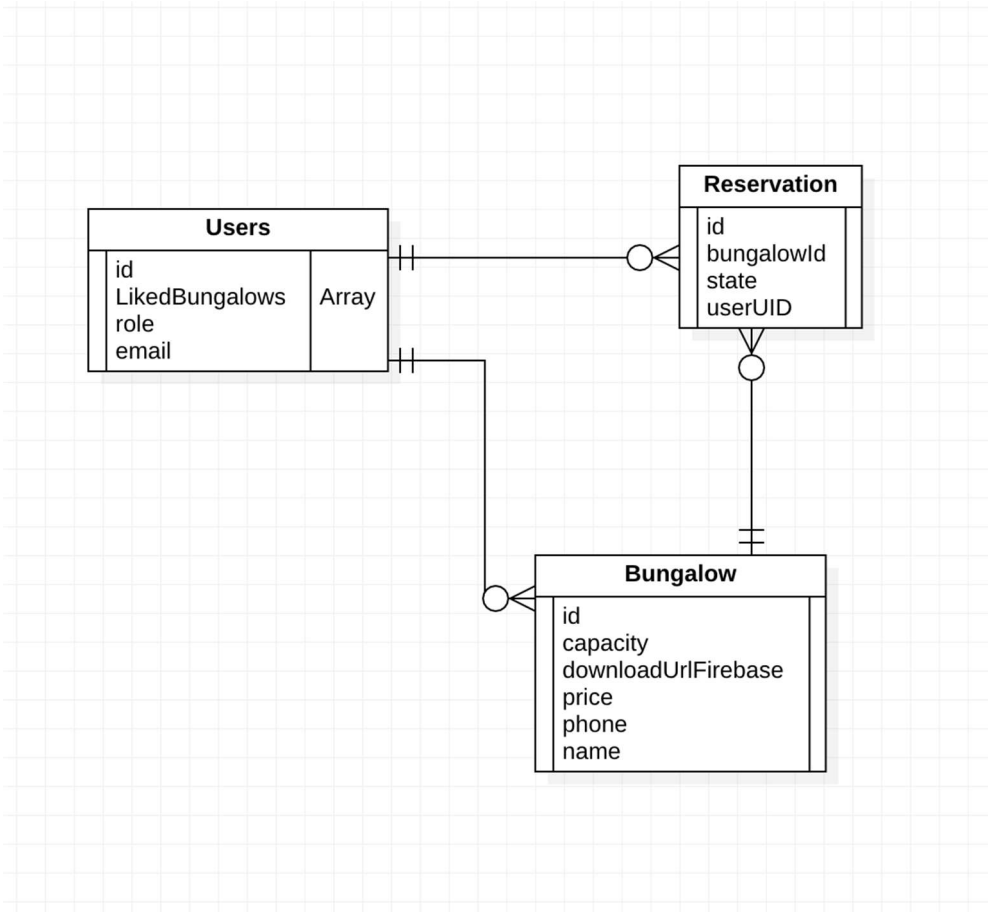 Users
id
LikedBungalows Array
role
email
Reservation
id
bungalowId
state
userUID
Bungalow
id
capacity
downloadUrlFirebase
price
phone
name